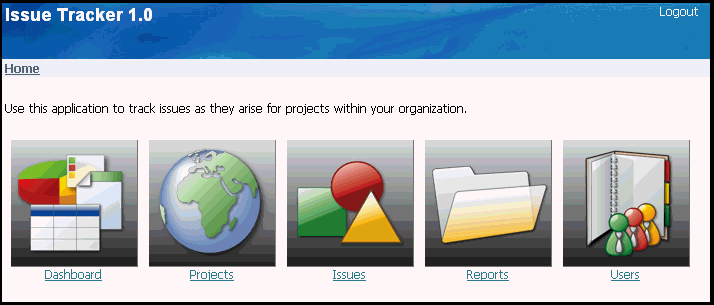 Issue Tracker 1.0
Logout
Home
Use this application to track issues as they arise for projects within your organization.
Dashboard Projects Issues Reports Users